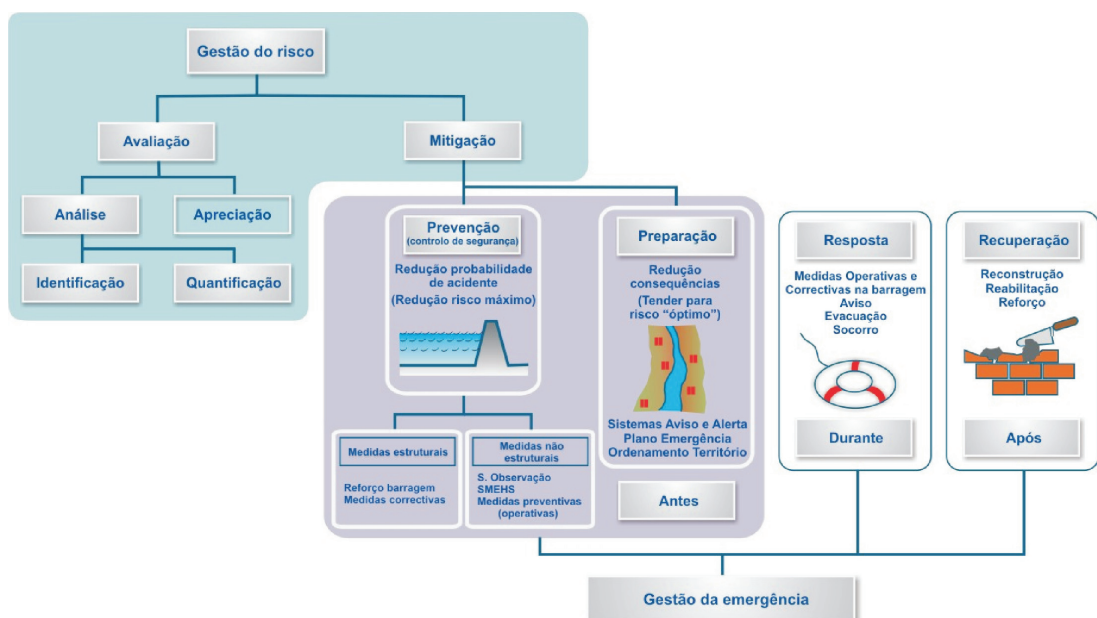 Gestão do risco
Avaliação
Mitigação
Análise
Apreciação
Identificação
Quantificação
Prevenção
(controlo de segurança)
Redução probabilidade
de acidente
(Redução risco máximo)
Medidas estruturais
Reforço barragem
Medidas correctivas
Medidas não
estruturais
S. Observação
SMEHS
Medidas preventivas
(operativas)
Preparação
Redução
consequências
(Tender para
risco “óptimo”)
Sistemas Aviso e Alerta
Plano Emergência
Ordenamento Território
Antes
Resposta
Medidas Operativas e
Correctivas na barragem
Aviso
Evacuação
Socorro
Durante
Recuperação
Reconstrução
Reabilitação
Reforço
Após
Gestão da emergência